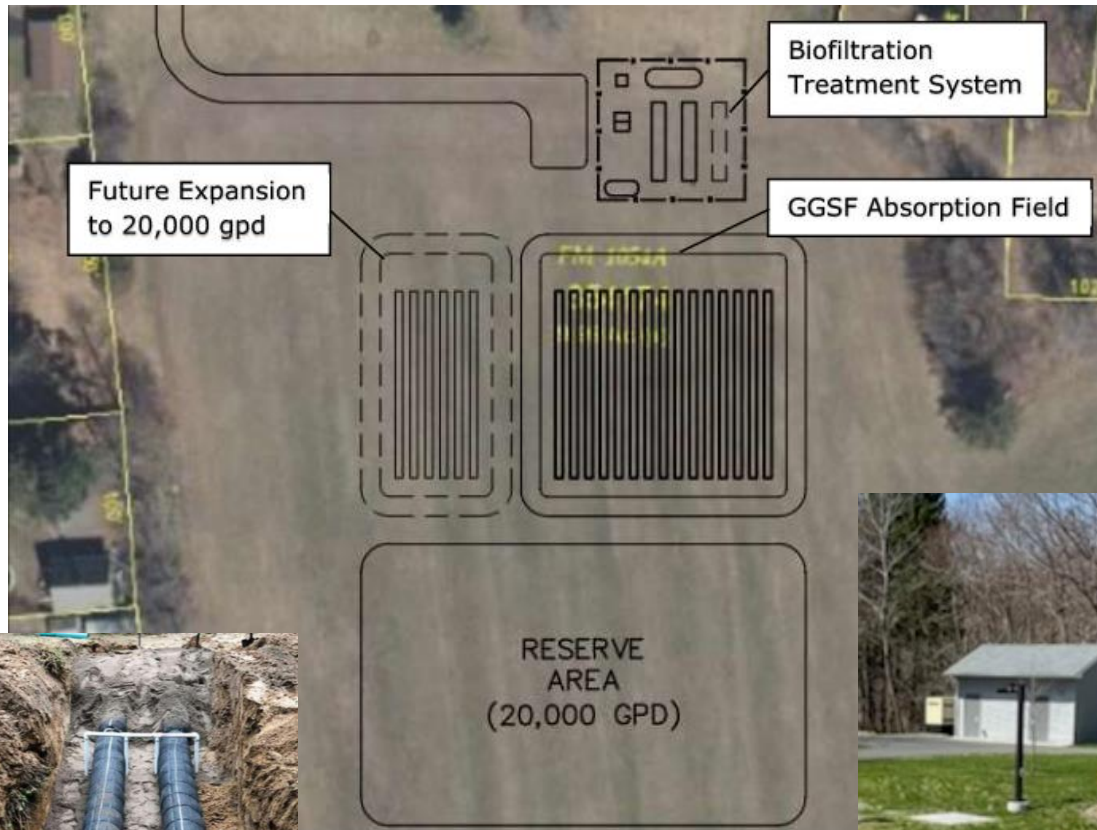 Biofiltration
Treatment System
Future Expansion
to 20,000 gpd
GGSF Absorption Field
RESERVE
AREA
(20,000 GPD)